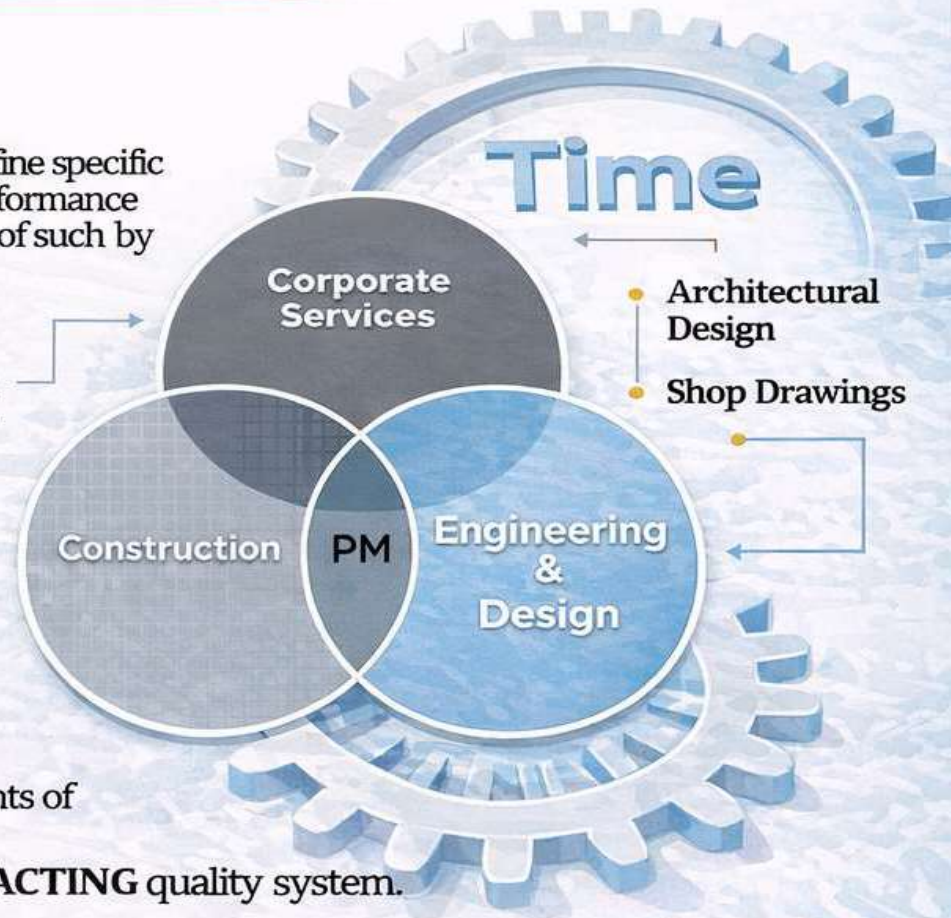 fine specific
formance
of such by
Time
Corporate
Services
Architectural
Design
Shop Drawings
Construction
PM
Engineering
&
Design
nts of
ACTING quality system.